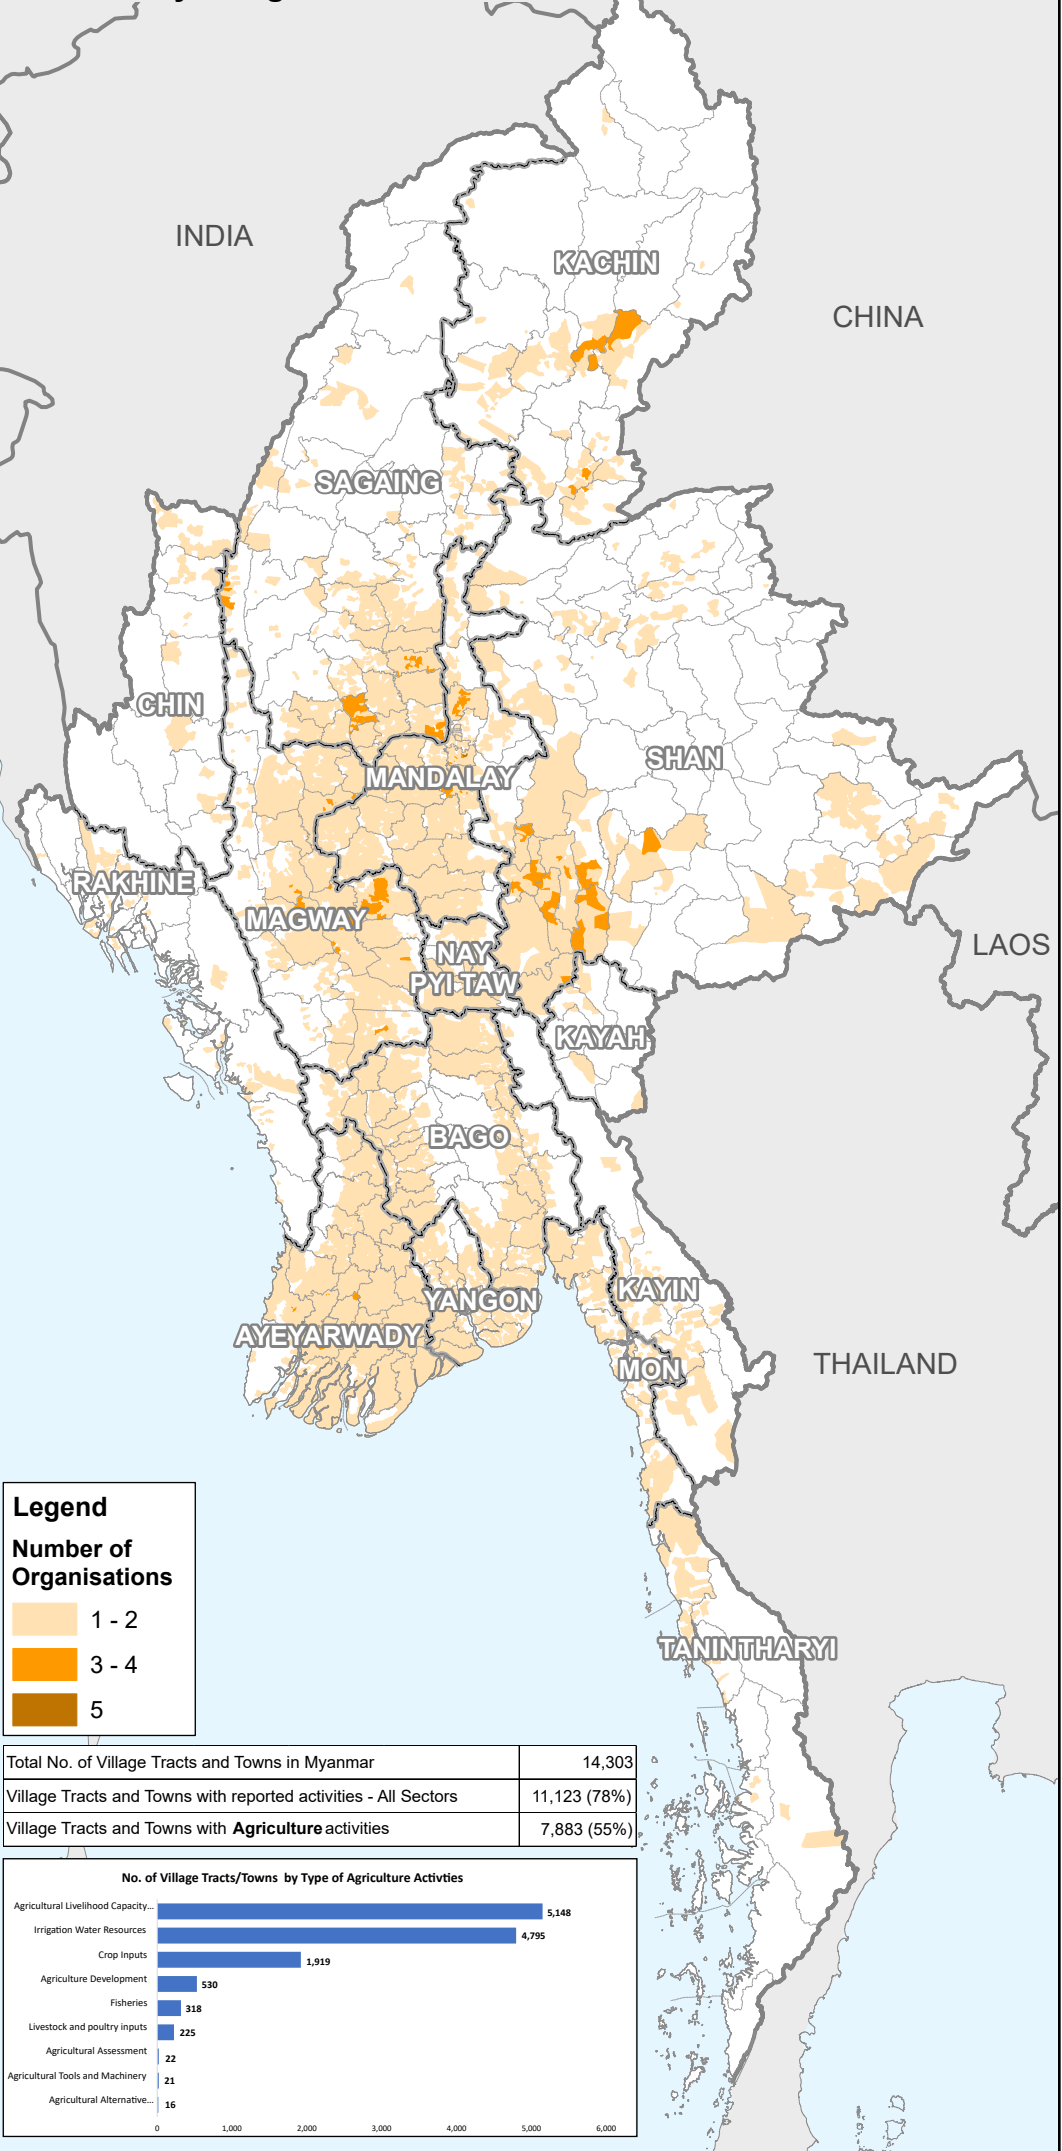 INDIA
KACHIN
CHINA
SAGAING
CHIN
SHAN
MANDALAY
RAKHINE
MAGWAY
NAY
PYI TAW
LAOS
KAYAH
BAGO
KAYIN
YANGON
AYEYARWADY
MON
THAILAND
TANINTHARYI
Legend
Number of
Organisations
1 - 2
3 - 4
5
Total No. of Village Tracts and Towns in Myanmar 14,303
Village Tracts and Towns with reported activities - All Sectors 11,123 (78%)
Village Tracts and Towns with Agriculture activities 7,883 (55%)
No. of Village Tracts/Towns by Type of Agriculture Activties
Agricultural Livelihood Capacity... 5,148
Irrigation Water Resources 4,795
Crop Inputs 1,919
Agriculture Development 530
Fisheries 318
Livestock and poultry inputs 225
Agricultural Assessment 22
Agricultural Tools and Machinery 21
Agricultural Alternative... 16
0 1,000 2,000 3,000 4,000 5,000 6,000